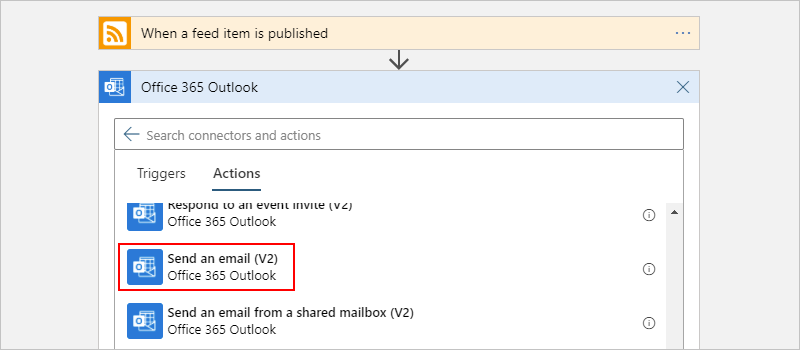 When a feed item is published
Office 365 Outlook
Search connectors and actions
Triggers Actions
Respond to an event invite (V2)
Office 365 Outlook
Send an email (V2)
Office 365 Outlook
Send an email from a shared mailbox (V2)
Office 365 Outlook